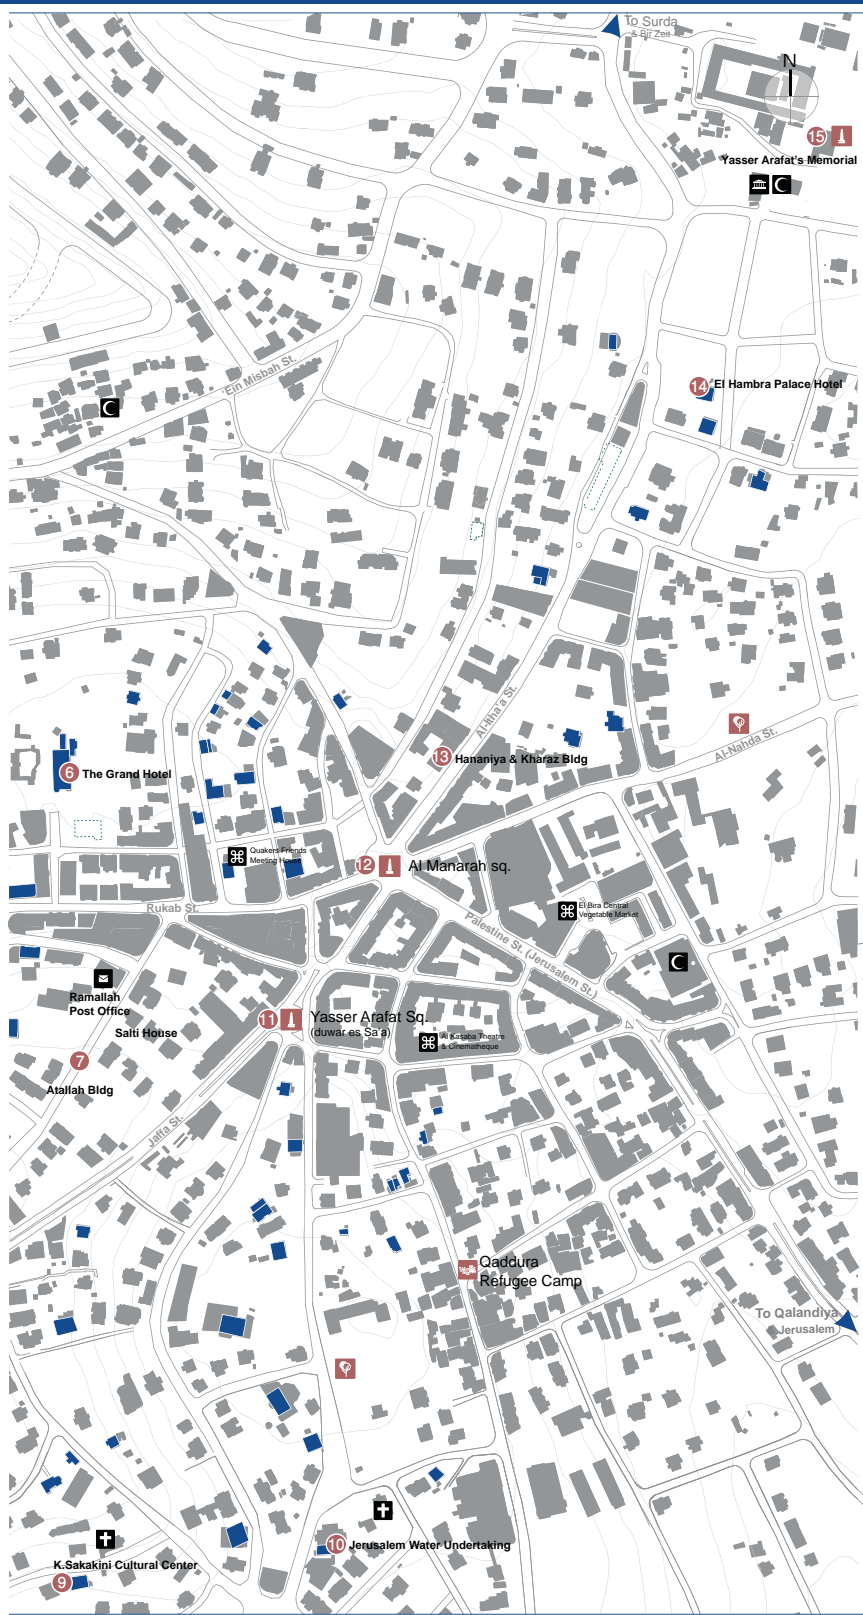 To Surda
& Bir Zeit
N
15
Yasser Arafat's Memorial
'Ein Misbah St.
14
El Hambra Palace Hotel
Al-Itha'a St.
Al-Nahda St.
13
Hananiya & Kharaz Bldg
6
The Grand Hotel
Quakers Friends
Meeting House
12
Al Manarah sq.
Rukab St.
El Bira Central
Vegetable Market
Palestine St. (Jerusalem St.)
Ramallah
Post Office
11
Yasser Arafat Sq.
(duwar es Sa'a)
Salti House
Al Kasaba Theatre
& Cinematheque
7
Atallah Bldg
Jaffa St.
Qaddura
Refugee Camp
To Qalandiya
& Jerusalem
10
Jerusalem Water Undertaking
K.Sakakini Cultural Center
9